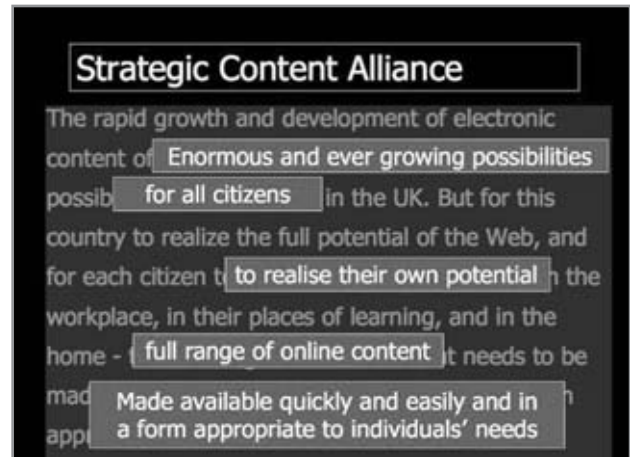 Strategic Content Alliance
The rapid growth and development of electronic
content of Enormous and ever growing possibilities
for all citizens in the UK. But for this
country to realize the full potential of the Web, and
for each citizen to realise their own potential the
workplace, in their places of learning, and in the
home - full range of online content needs to be
Made available quickly and easily and in
a form appropriate to individuals' needs